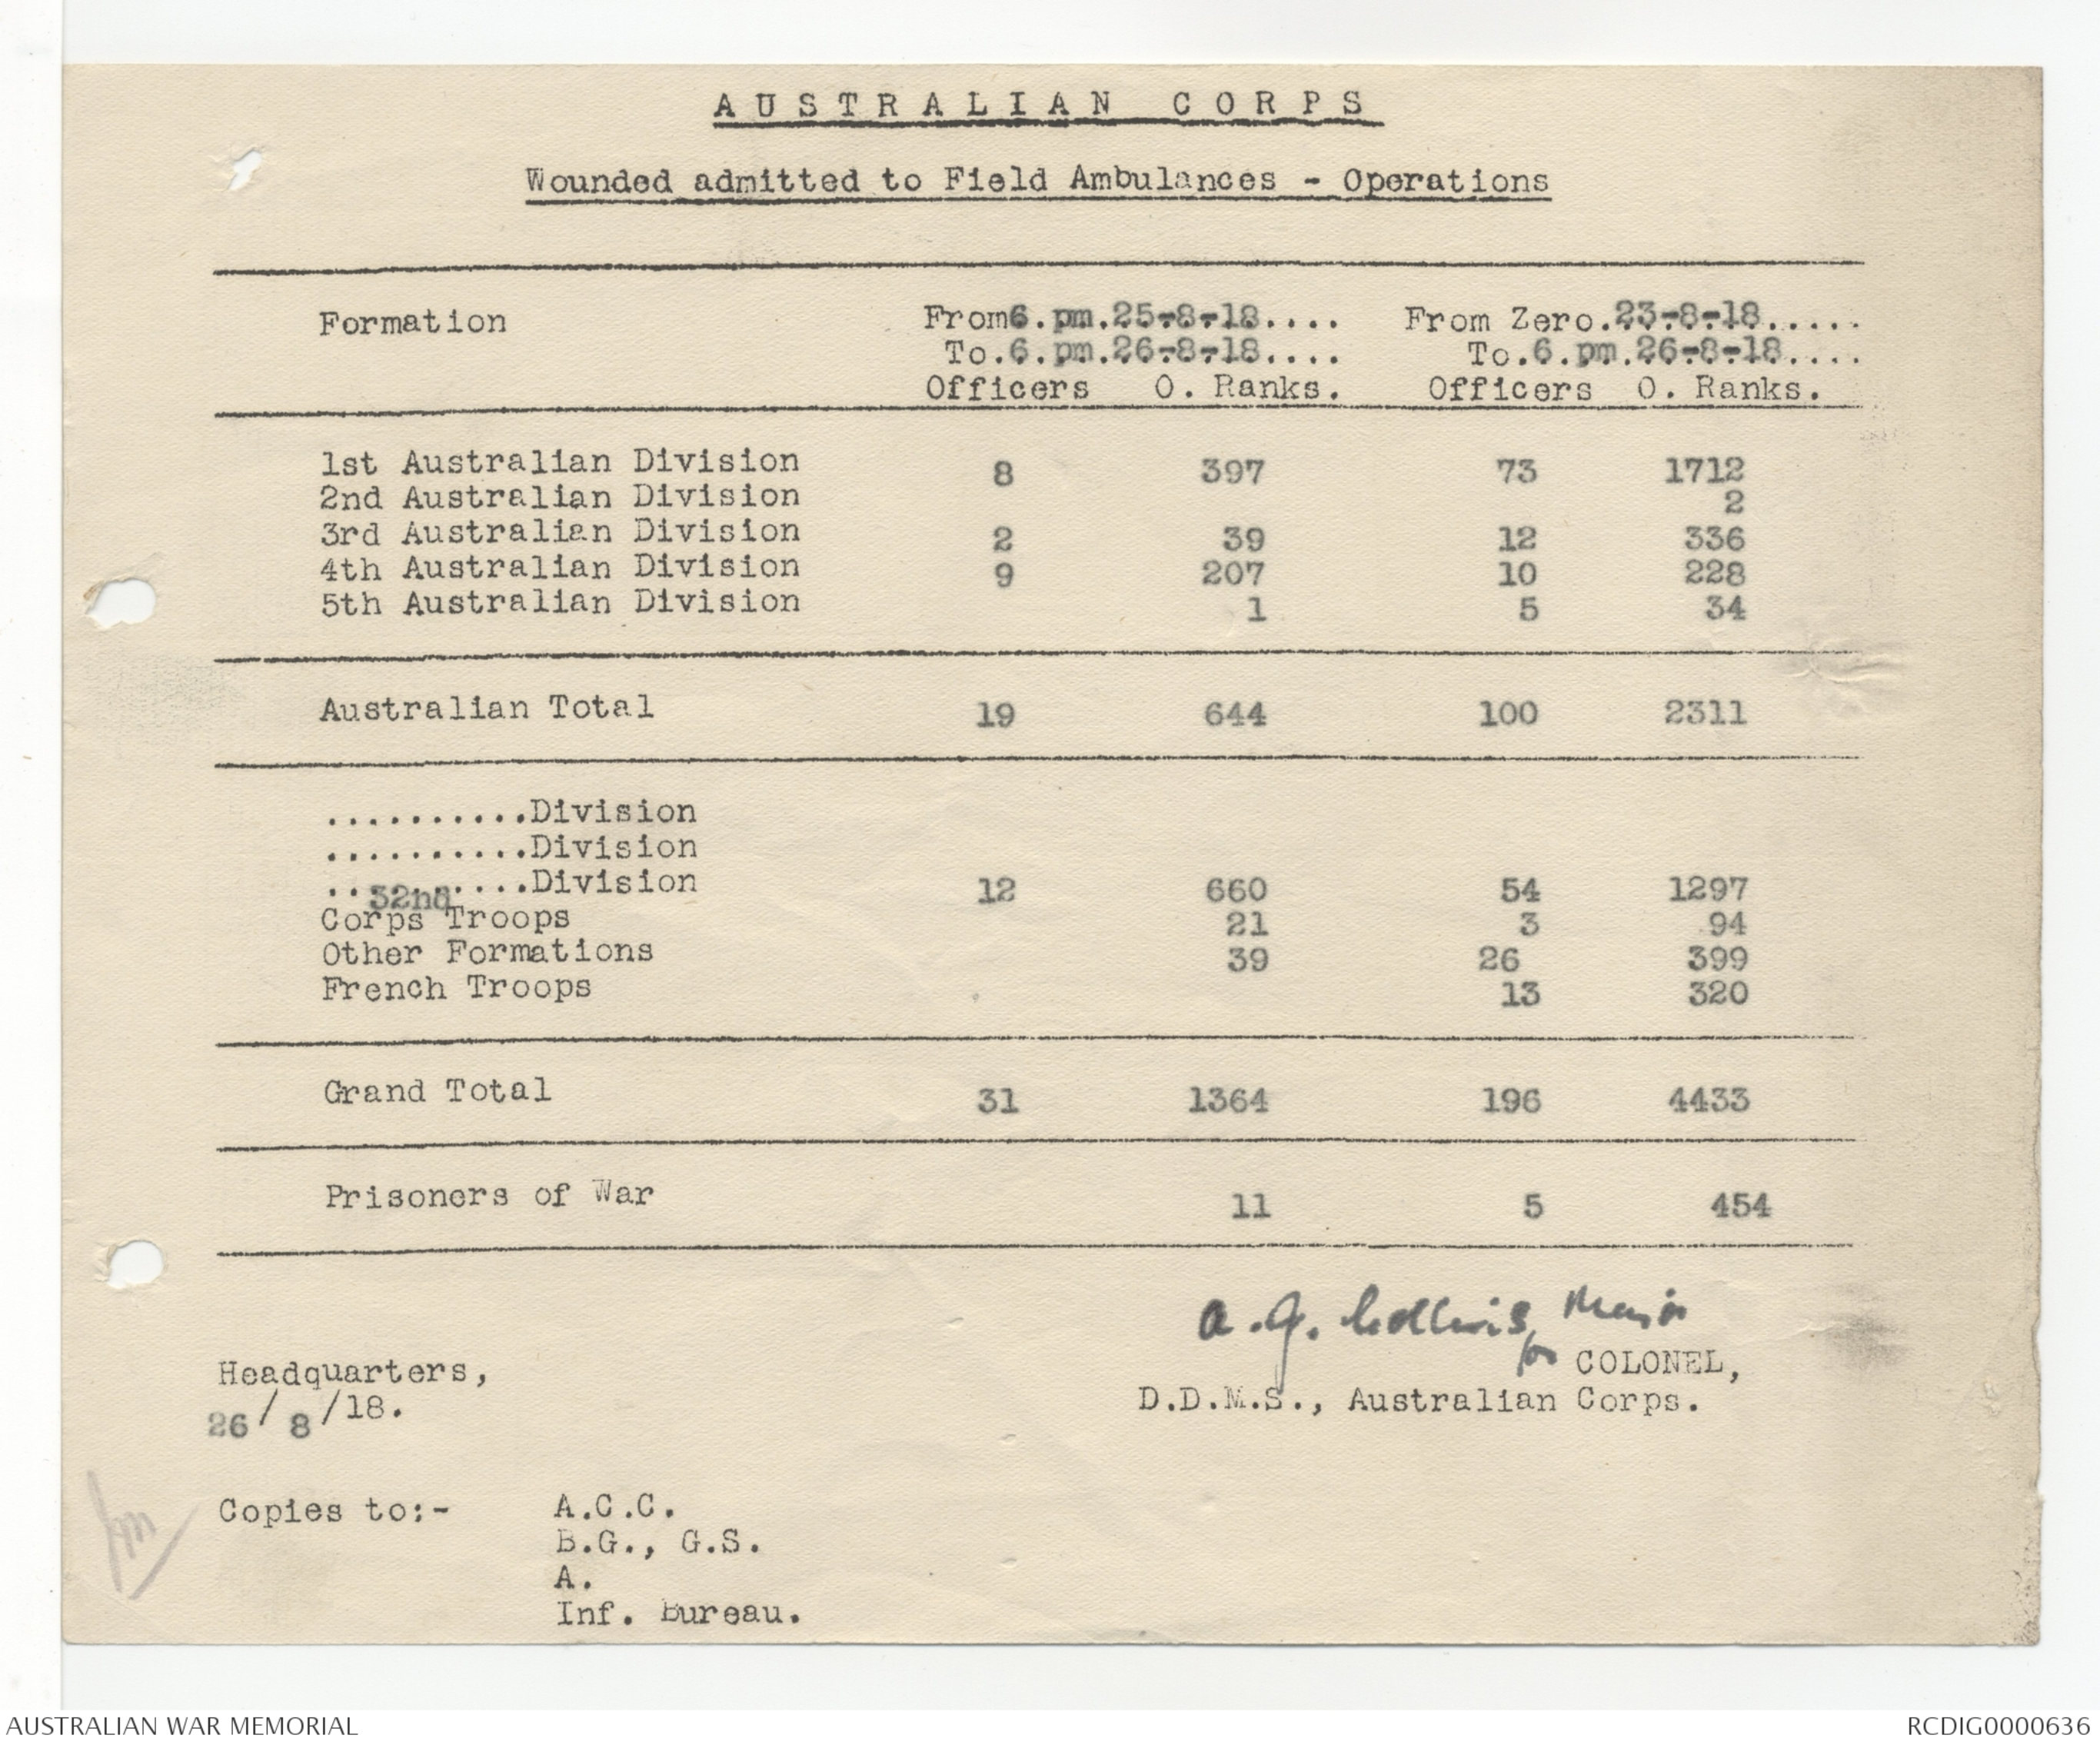 AUSTRALIAN CORPS
Wounded admitted to Field Ambulances - Operations
Formation From6.pm.25-8-18.... From Zero.23-8-18.....
To.6.pm.26-8-18.... To.6.pm.26-8-18....
Officers O. Ranks. Officers O. Ranks.
1st Australian Division 8 397 73 1712
2nd Australian Division 2
3rd Australian Division 2 39 12 336
4th Australian Division 9 207 10 228
5th Australian Division 1 5 34
Australian Total 19 644 100 2311
..........Division
..........Division
..32nd....Division 12 660 54 1297
Corps Troops 21 3 94
Other Formations 39 26 399
French Troops 13 320
Grand Total 31 1364 196 4433
Prisoners of War 11 5 454
A.J. Collins, Major
for COLONEL,
D.D.M.S., Australian Corps.
Headquarters,
26/8/18.
Copies to:- A.C.C.
B.G., G.S.
A.
Inf. Bureau.
AUSTRALIAN WAR MEMORIAL RCDIG0000636